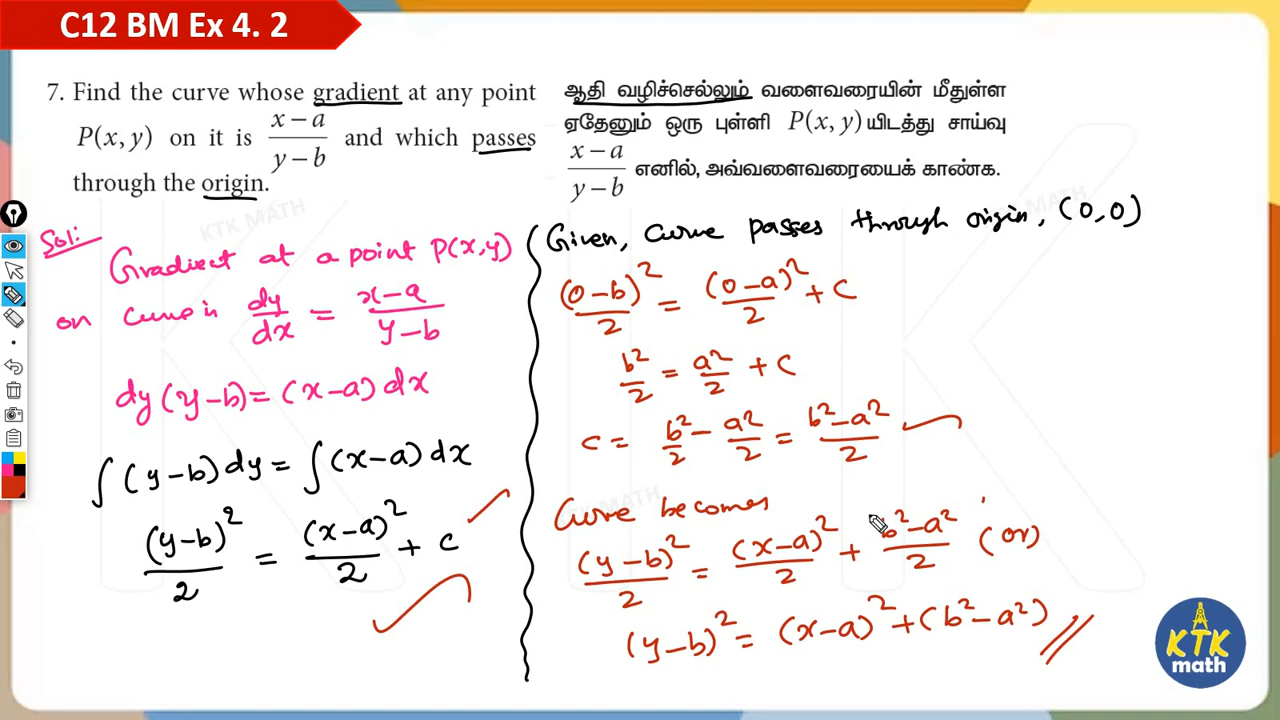 C12 BM Ex 4. 2
7. Find the curve whose gradient at any point
P(x, y) on it is (x − a)/(y − b) and which passes
through the origin.
ஆதி வழிச்செல்லும் வளைவரையின் மீதுள்ள
ஏதேனும் ஒரு புள்ளி P(x, y) யிடத்து சாய்வு
(x − a)/(y − b) எனில், அவ்வளைவரையைக் காண்க.
Sol:
Gradient at a point P(x,y)
on curve is dy/dx = (x−a)/(y−b)
dy (y−b) = (x−a) dx
∫ (y−b) dy = ∫ (x−a) dx
(y−b)²/2 = (x−a)²/2 + c
Given, curve passes through origin, (0,0)
(0−b)²/2 = (0−a)²/2 + c
b²/2 = a²/2 + c
c = b²/2 − a²/2 = (b²−a²)/2
Curve becomes
(y−b)²/2 = (x−a)²/2 + (b²−a²)/2 (or)
(y−b)² = (x−a)² + (b²−a²) //
KTK
math
KTK MATH
KTK MATH